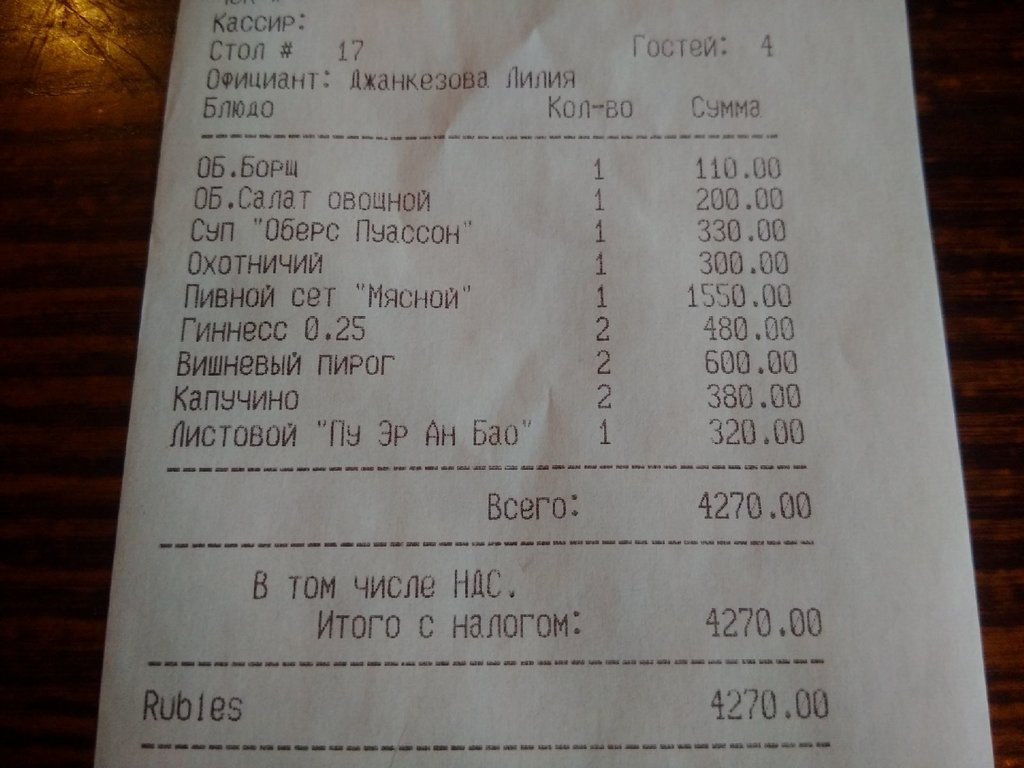 Кассир:
Стол # 17 Гостей: 4
Официант: Джанкезова Лилия
Блюдо Кол-во Сумма
ОБ.Борщ 1 110.00
ОБ.Салат овощной 1 200.00
Суп "Оберс Пуассон" 1 330.00
Охотничий 1 300.00
Пивной сет "Мясной" 1 1550.00
Гиннесс 0.25 2 480.00
Вишневый пирог 2 600.00
Капучино 2 380.00
Листовой "Пу Эр Ан Бао" 1 320.00
Всего: 4270.00
В том числе НДС.
Итого с налогом: 4270.00
Rubles 4270.00